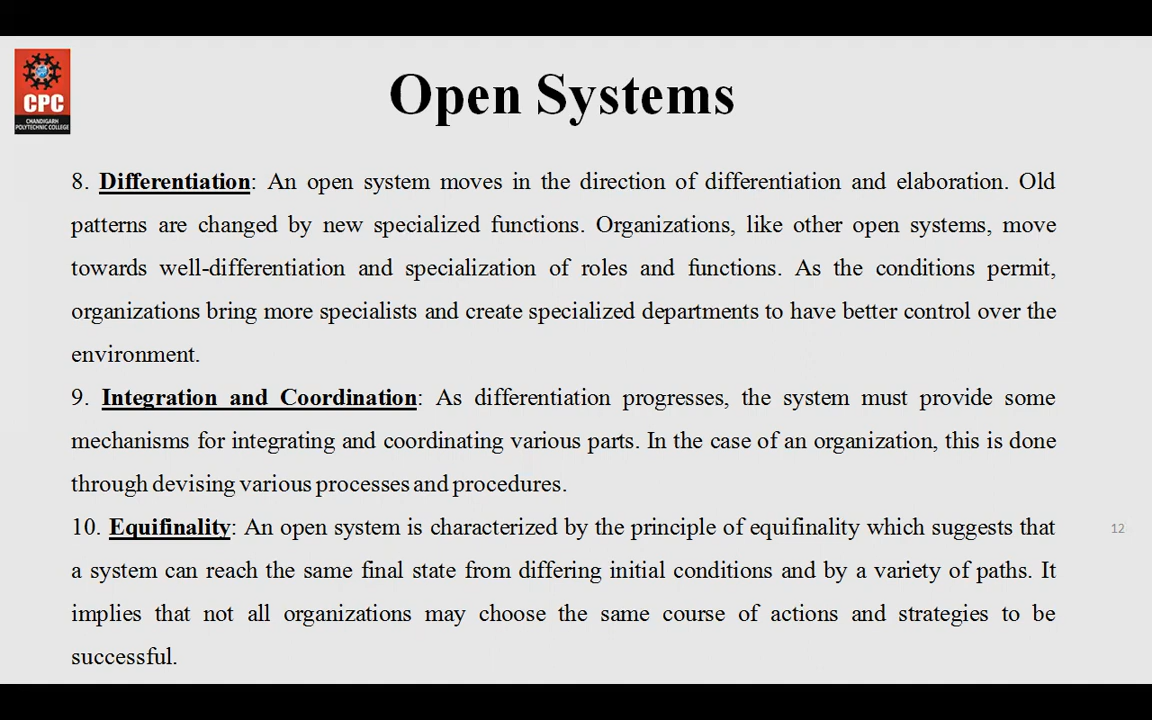 CPC
CHANDIGARH
POLYTECHNIC COLLEGE
Open Systems
8. Differentiation: An open system moves in the direction of differentiation and elaboration. Old
patterns are changed by new specialized functions. Organizations, like other open systems, move
towards well-differentiation and specialization of roles and functions. As the conditions permit,
organizations bring more specialists and create specialized departments to have better control over the
environment.
9. Integration and Coordination: As differentiation progresses, the system must provide some
mechanisms for integrating and coordinating various parts. In the case of an organization, this is done
through devising various processes and procedures.
10. Equifinality: An open system is characterized by the principle of equifinality which suggests that
a system can reach the same final state from differing initial conditions and by a variety of paths. It
implies that not all organizations may choose the same course of actions and strategies to be
successful.
12